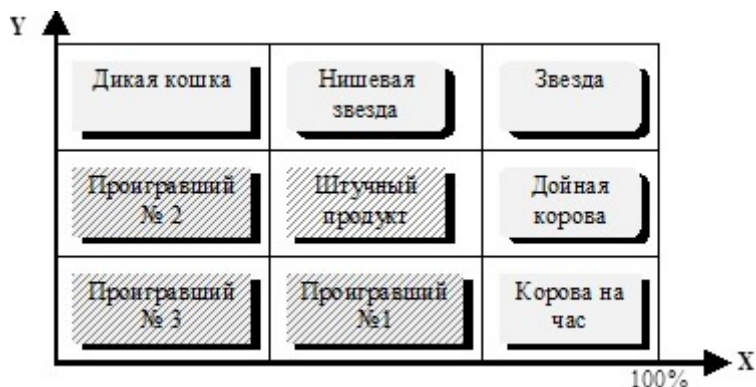 Y
Дикая кошка
Нишевая
звезда
Звезда
Проигравший
№ 2
Штучный
продукт
Дойная
корова
Проигравший
№ 3
Проигравший
№1
Корова на
час
X
100%